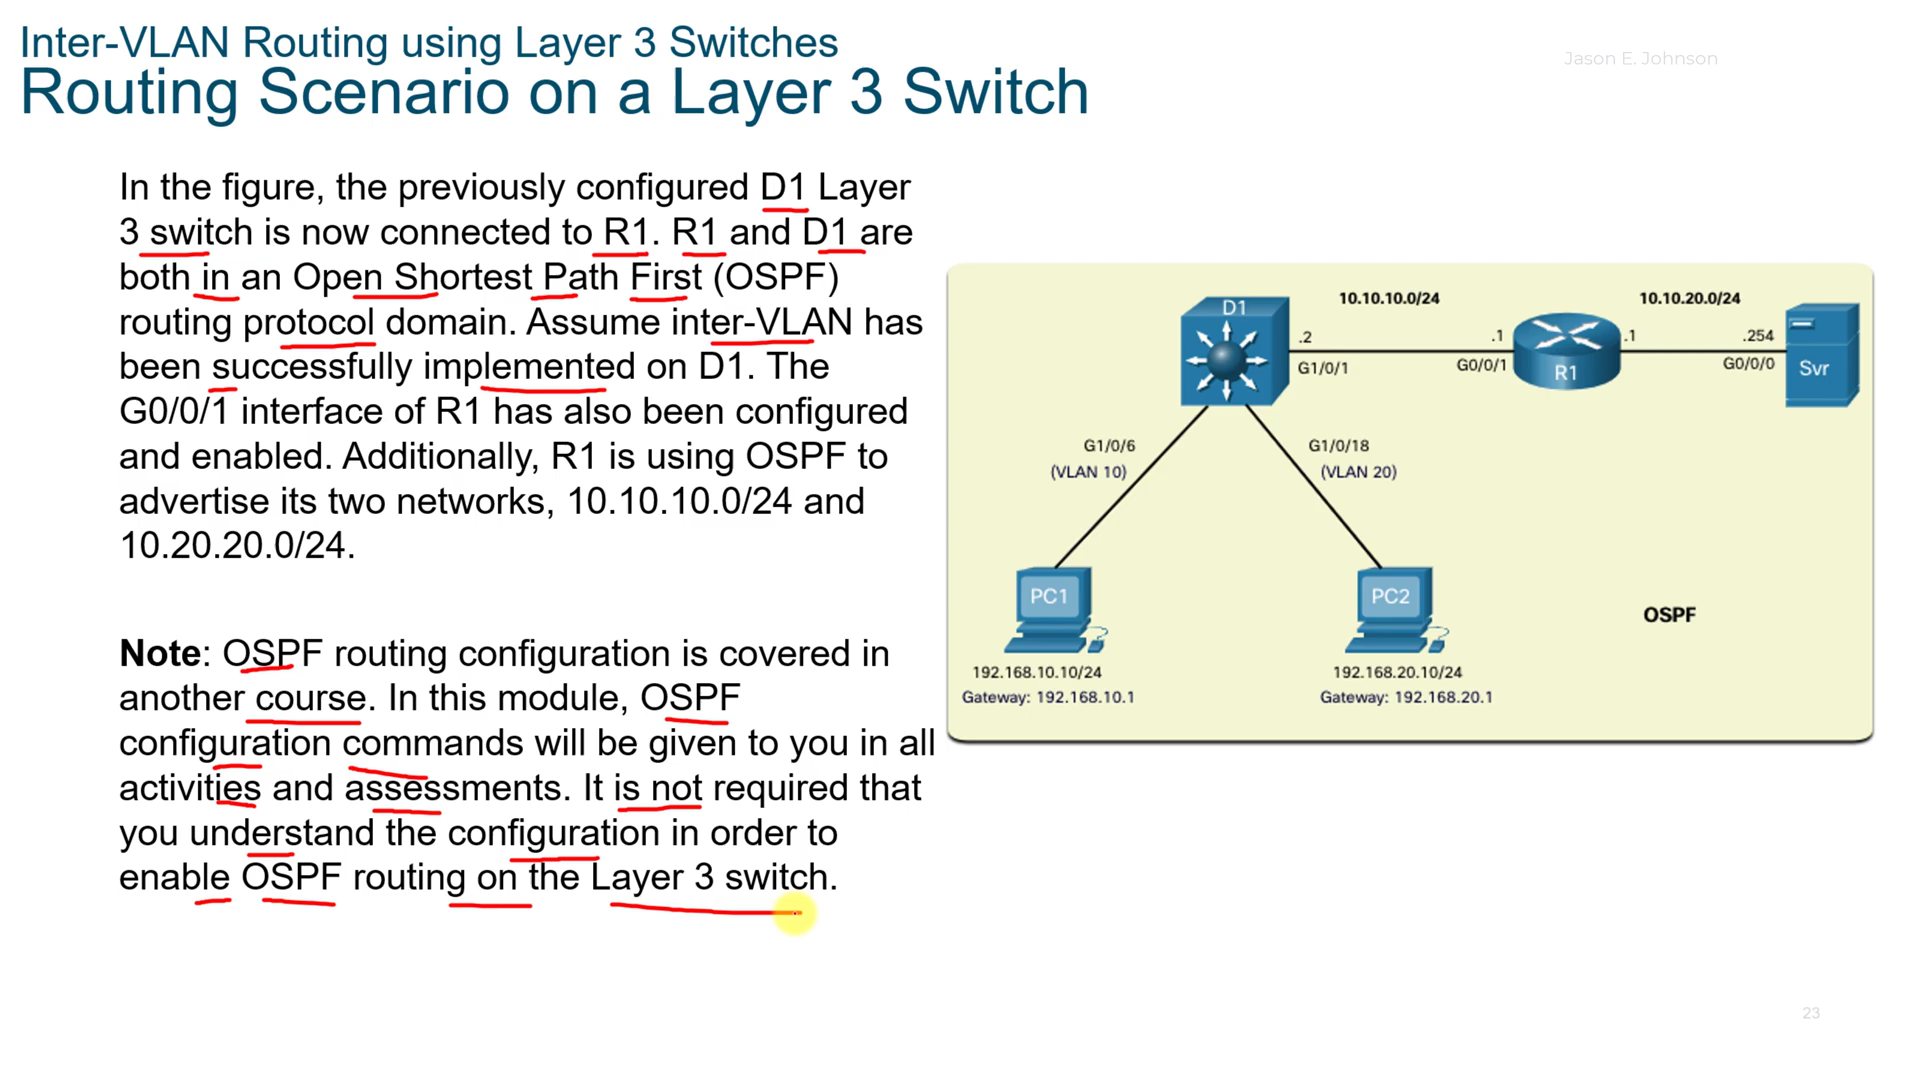 Inter-VLAN Routing using Layer 3 Switches
Jason E. Johnson
Routing Scenario on a Layer 3 Switch
In the figure, the previously configured D1 Layer
3 switch is now connected to R1. R1 and D1 are
both in an Open Shortest Path First (OSPF)
routing protocol domain. Assume inter-VLAN has
been successfully implemented on D1. The
G0/0/1 interface of R1 has also been configured
and enabled. Additionally, R1 is using OSPF to
advertise its two networks, 10.10.10.0/24 and
10.20.20.0/24.
Note: OSPF routing configuration is covered in
another course. In this module, OSPF
configuration commands will be given to you in all
activities and assessments. It is not required that
you understand the configuration in order to
enable OSPF routing on the Layer 3 switch.
D1
10.10.10.0/24
10.10.20.0/24
.2
.1
.1
.254
G1/0/1
G0/0/1
R1
G0/0/0
Svr
G1/0/6
(VLAN 10)
G1/0/18
(VLAN 20)
PC1
PC2
OSPF
192.168.10.10/24
Gateway: 192.168.10.1
192.168.20.10/24
Gateway: 192.168.20.1
23